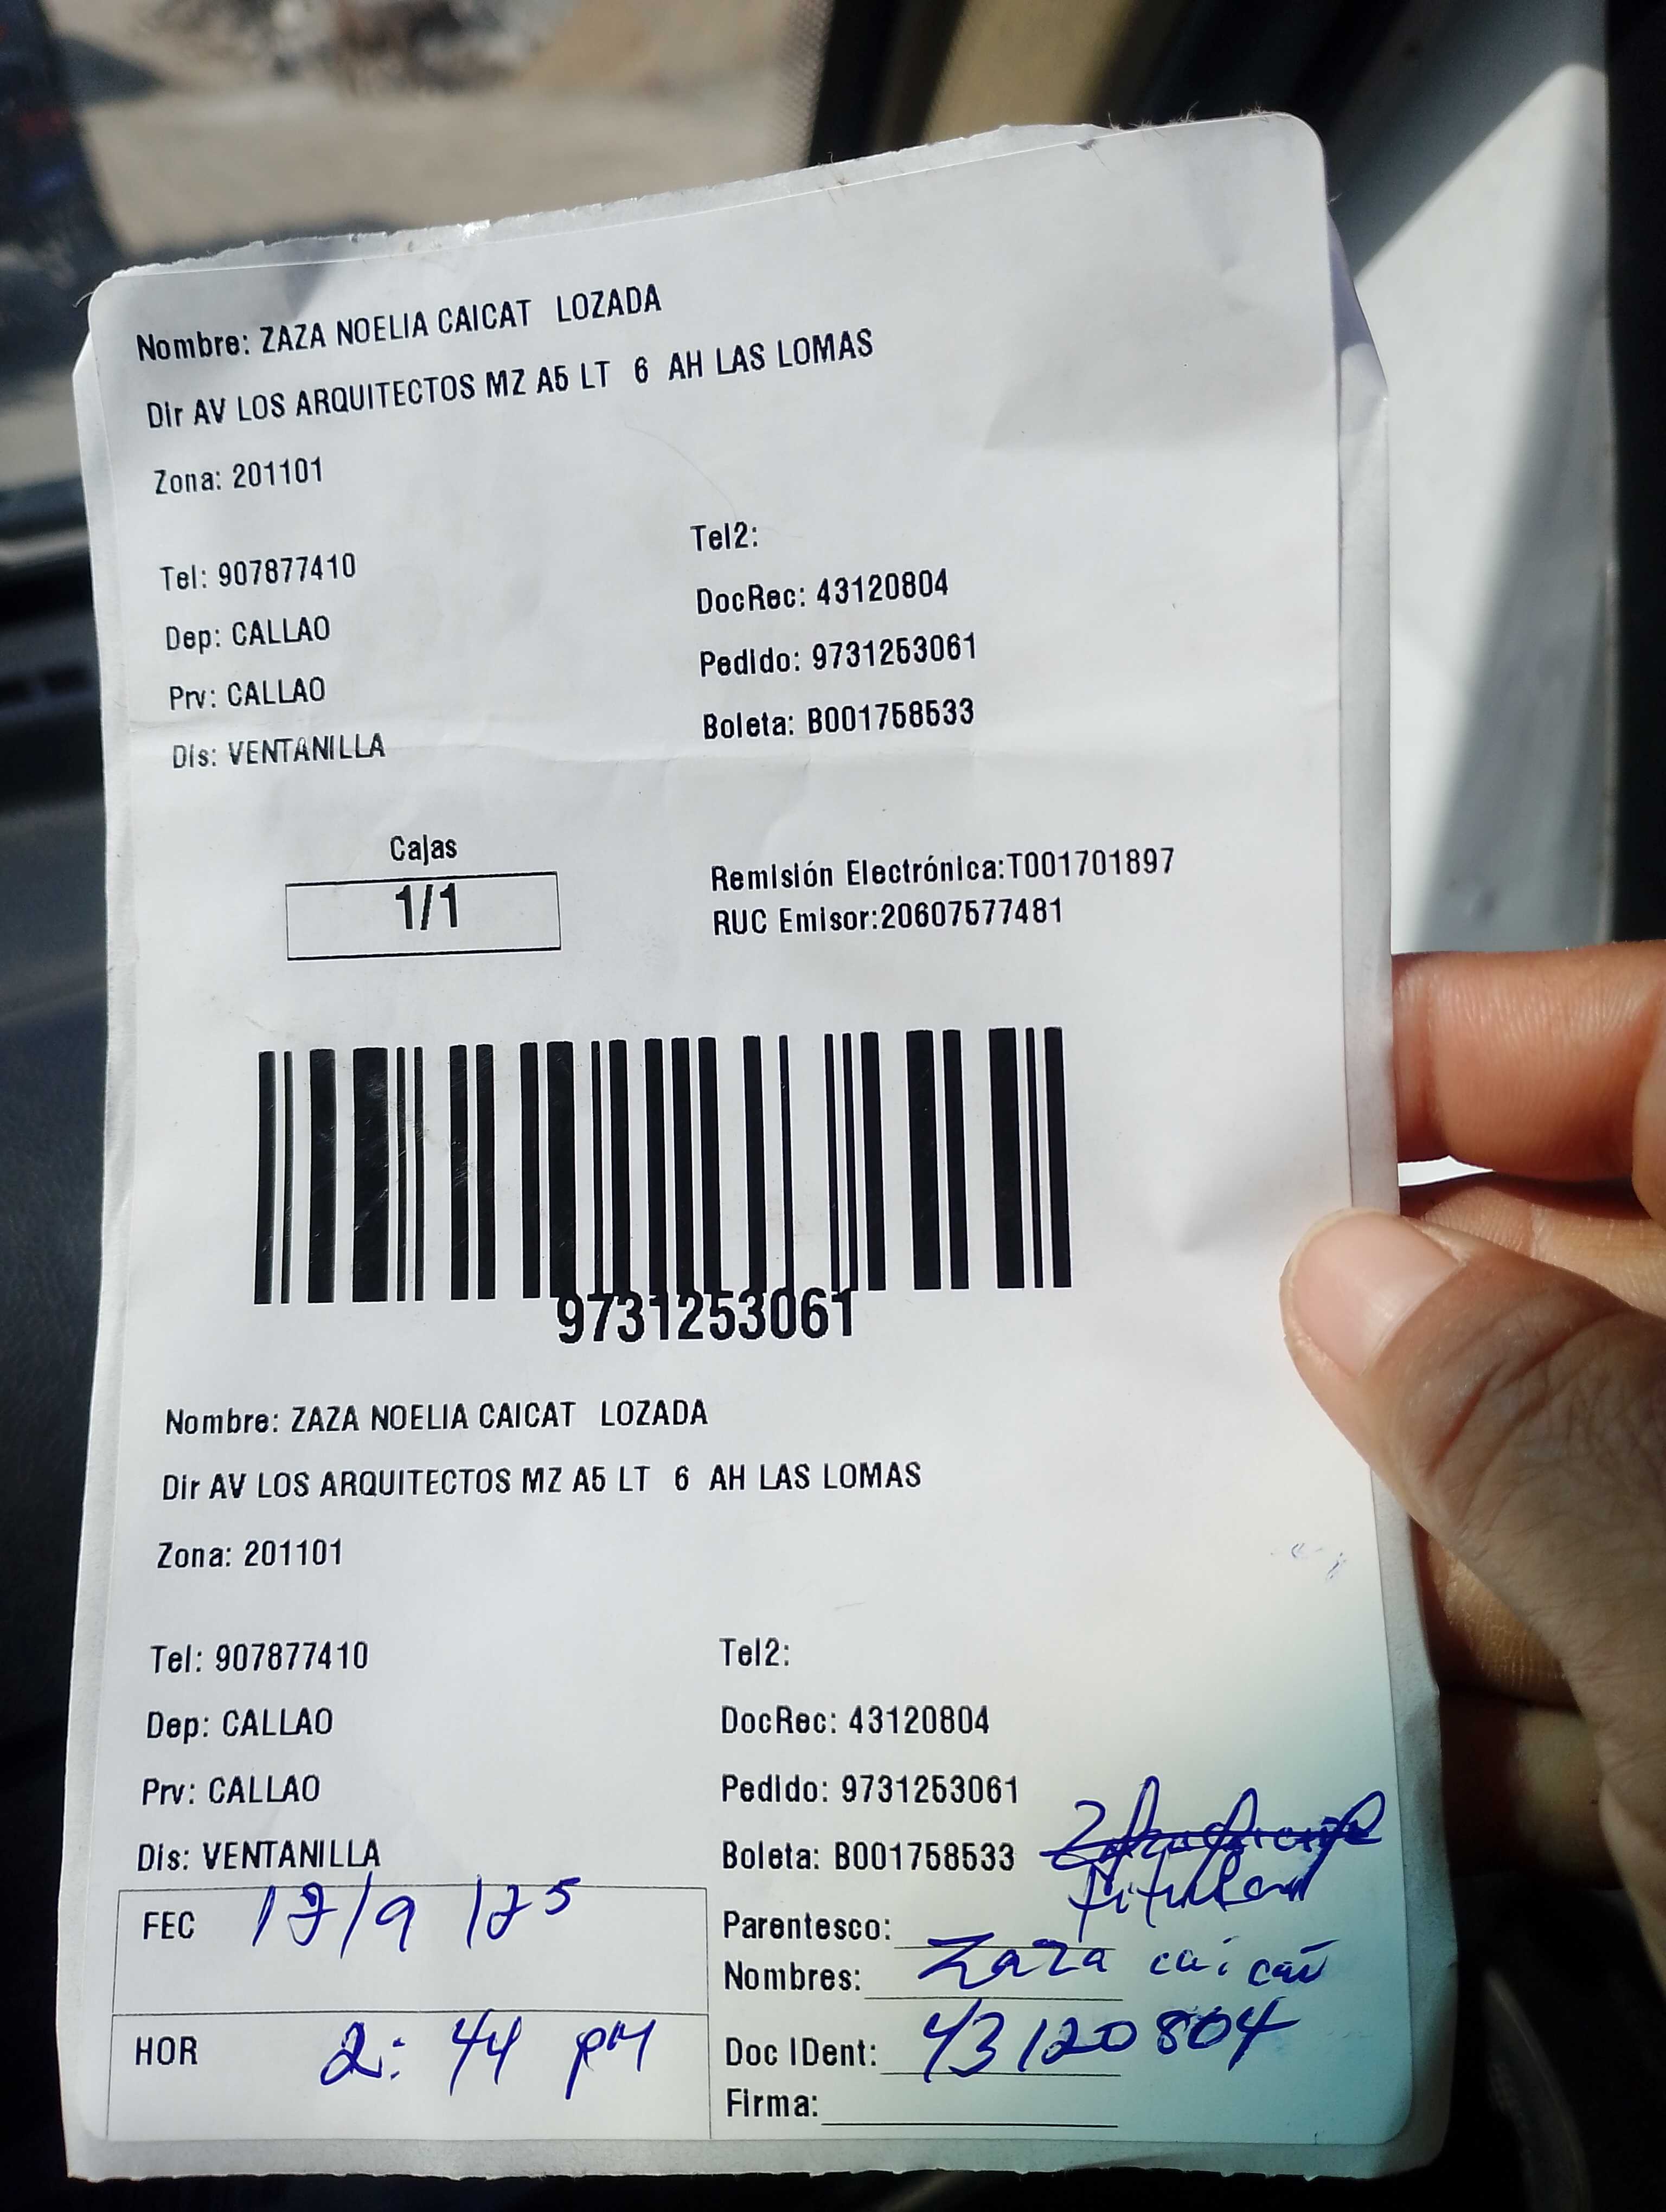 Nombre: ZAZA NOELIA CAICAT LOZADA
Dir AV LOS ARQUITECTOS MZ A5 LT 6 AH LAS LOMAS
Zona: 201101
Tel2:
Tel: 907877410
DocRec: 43120804
Dep: CALLAO
Pedido: 9731253061
Prv: CALLAO
Boleta: B001758533
Dis: VENTANILLA
Cajas
1/1
Remisión Electrónica:T001701897
RUC Emisor:20607577481
9731253061
Nombre: ZAZA NOELIA CAICAT LOZADA
Dir AV LOS ARQUITECTOS MZ A5 LT 6 AH LAS LOMAS
Zona: 201101
Tel: 907877410
Tel2:
Dep: CALLAO
DocRec: 43120804
Prv: CALLAO
Pedido: 9731253061
Dis: VENTANILLA
Boleta: B001758533
FEC /9
Parentesco:
Nombres: Zaza
HOR 2:44 PM
Doc IDent: 43120804
Firma: